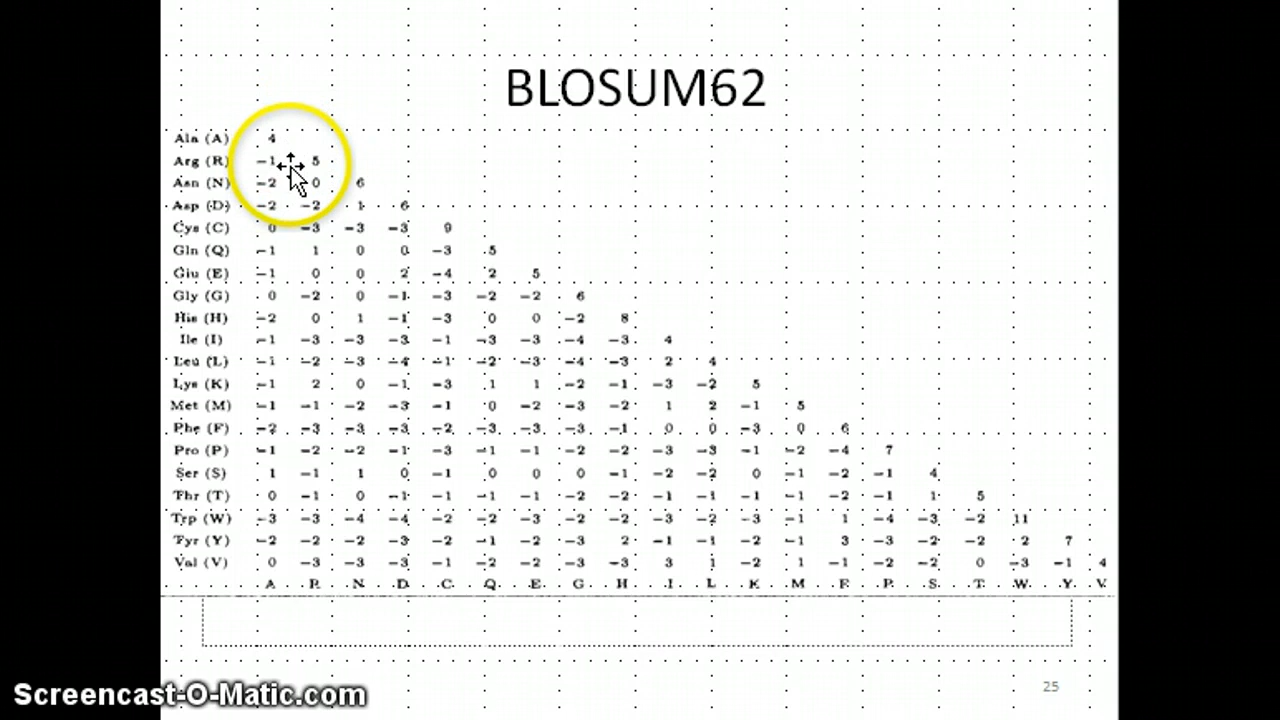 BLOSUM62
Ala (A) 4
Arg (R) −1 5
Asn (N) −2 0 6
Asp (D) −2 −2 1 6
Cys (C) 0 −3 −3 −3 9
Gln (Q) −1 1 0 0 −3 5
Glu (E) −1 0 0 2 −4 2 5
Gly (G) 0 −2 0 −1 −3 −2 −2 6
His (H) −2 0 1 −1 −3 0 0 −2 8
Ile (I) −1 −3 −3 −3 −1 −3 −3 −4 −3 4
Leu (L) −1 −2 −3 −4 −1 −2 −3 −4 −3 2 4
Lys (K) −1 2 0 −1 −3 1 1 −2 −1 −3 −2 5
Met (M) −1 −1 −2 −3 −1 0 −2 −3 −2 1 2 −1 5
Phe (F) −2 −3 −3 −3 −2 −3 −3 −3 −1 0 0 −3 0 6
Pro (P) −1 −2 −2 −1 −3 −1 −1 −2 −2 −3 −3 −1 −2 −4 7
Ser (S) 1 −1 1 0 −1 0 0 0 −1 −2 −2 0 −1 −2 −1 4
Thr (T) 0 −1 0 −1 −1 −1 −1 −2 −2 −1 −1 −1 −1 −2 −1 1 5
Trp (W) −3 −3 −4 −4 −2 −2 −3 −2 −2 −3 −2 −3 −1 1 −4 −3 −2 11
Tyr (Y) −2 −2 −2 −3 −2 −1 −2 −3 2 −1 −1 −2 −1 3 −3 −2 −2 2 7
Val (V) 0 −3 −3 −3 −1 −2 −2 −3 −3 3 1 −2 1 −1 −2 −2 0 −3 −1 4
A R N D C Q E G H I L K M F P S T W Y V
25
Screencast-O-Matic.com